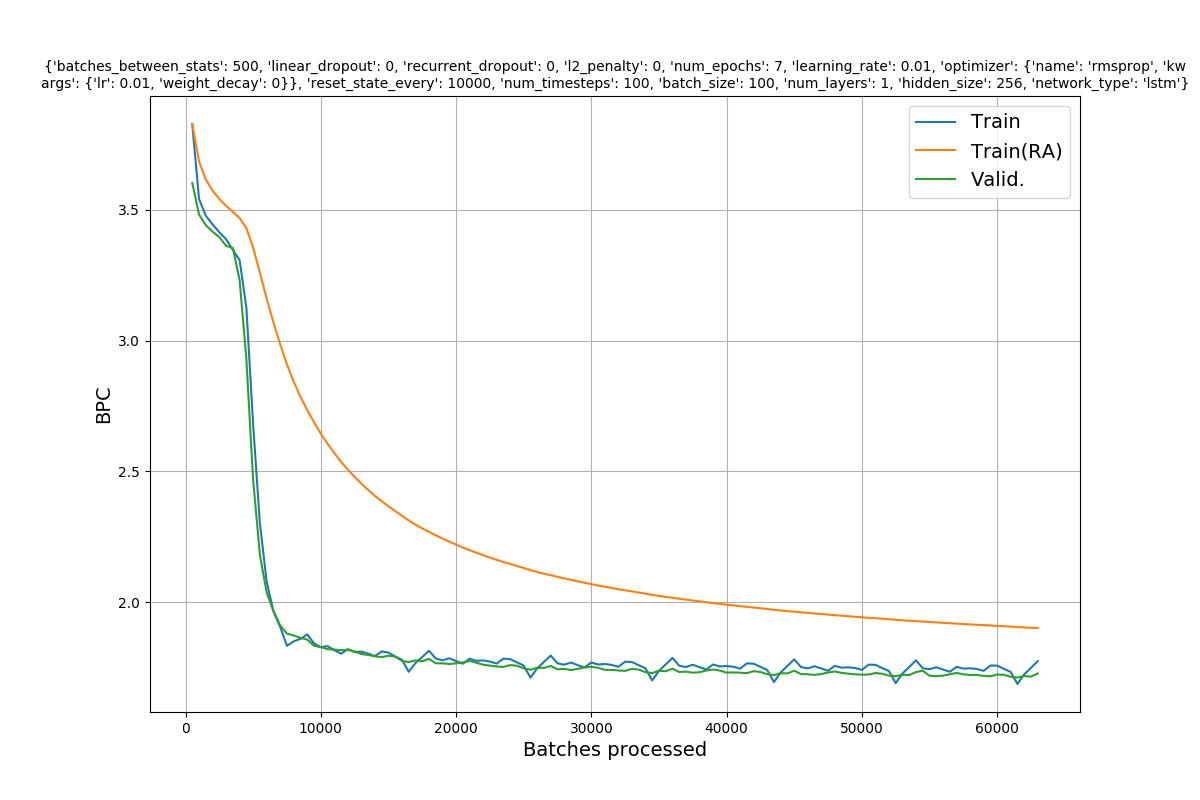 {'batches_between_stats': 500, 'linear_dropout': 0, 'recurrent_dropout': 0, 'l2_penalty': 0, 'num_epochs': 7, 'learning_rate': 0.01, 'optimizer': {'name': 'rmsprop', 'kw
args': {'lr': 0.01, 'weight_decay': 0}}, 'reset_state_every': 10000, 'num_timesteps': 100, 'batch_size': 100, 'num_layers': 1, 'hidden_size': 256, 'network_type': 'lstm'}
Train
Train(RA)
Valid.
3.5
3.0
2.5
2.0
BPC
0 10000 20000 30000 40000 50000 60000
Batches processed